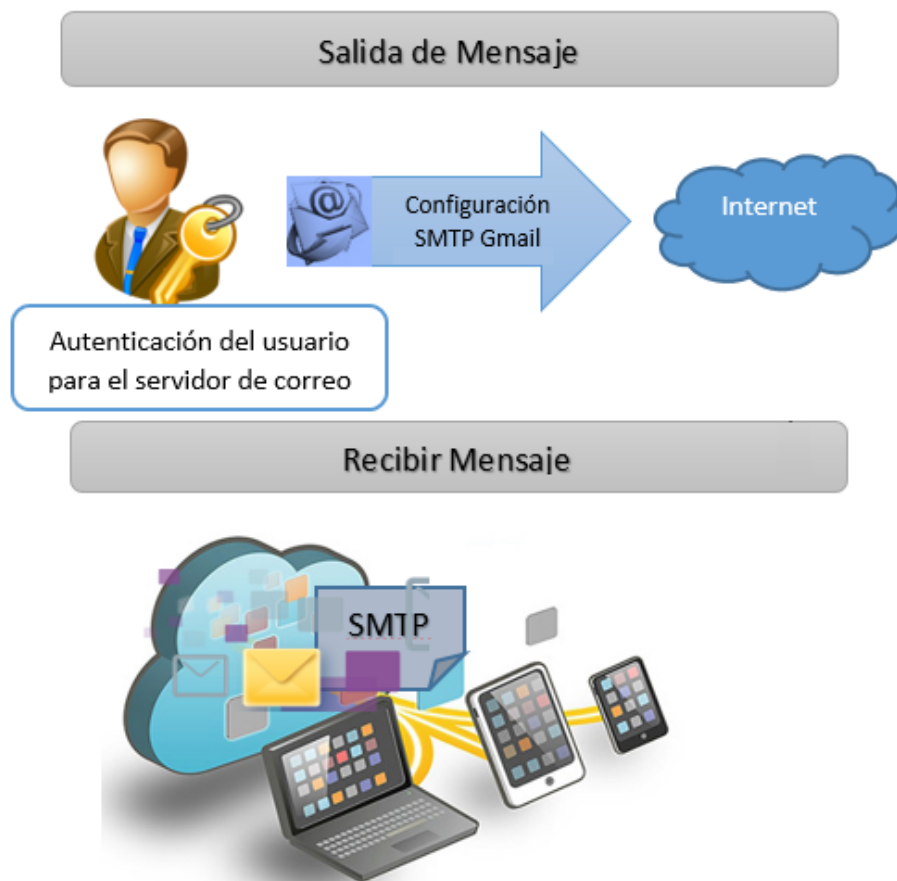 Salida de Mensaje
Configuración
SMTP Gmail
Internet
Autenticación del usuario
para el servidor de correo
Recibir Mensaje
SMTP